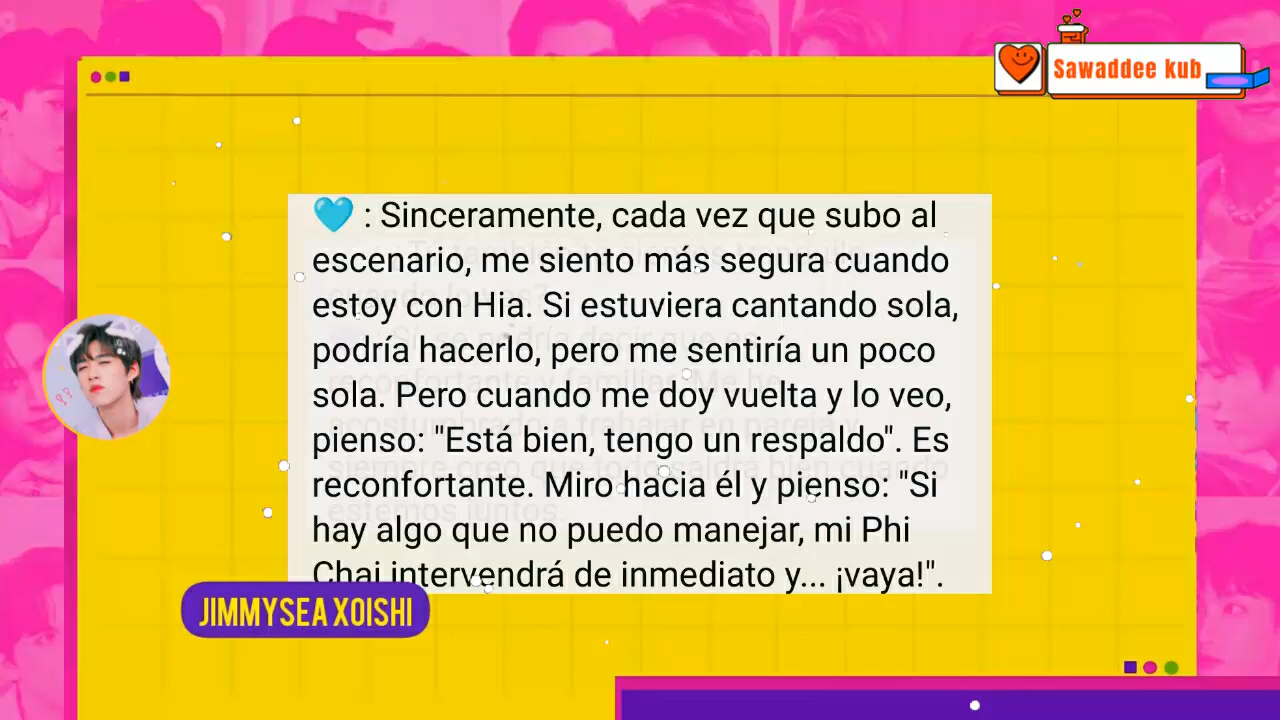 Sawaddee kub
🩵 : Sinceramente, cada vez que subo al
escenario, me siento más segura cuando
estoy con Hia. Si estuviera cantando sola,
podría hacerlo, pero me sentiría un poco
sola. Pero cuando me doy vuelta y lo veo,
pienso: "Está bien, tengo un respaldo". Es
reconfortante. Miro hacia él y pienso: "Si
hay algo que no puedo manejar, mi Phi
Chai intervendrá de inmediato y... ¡vaya!".
JIMMYSEA XOISHI